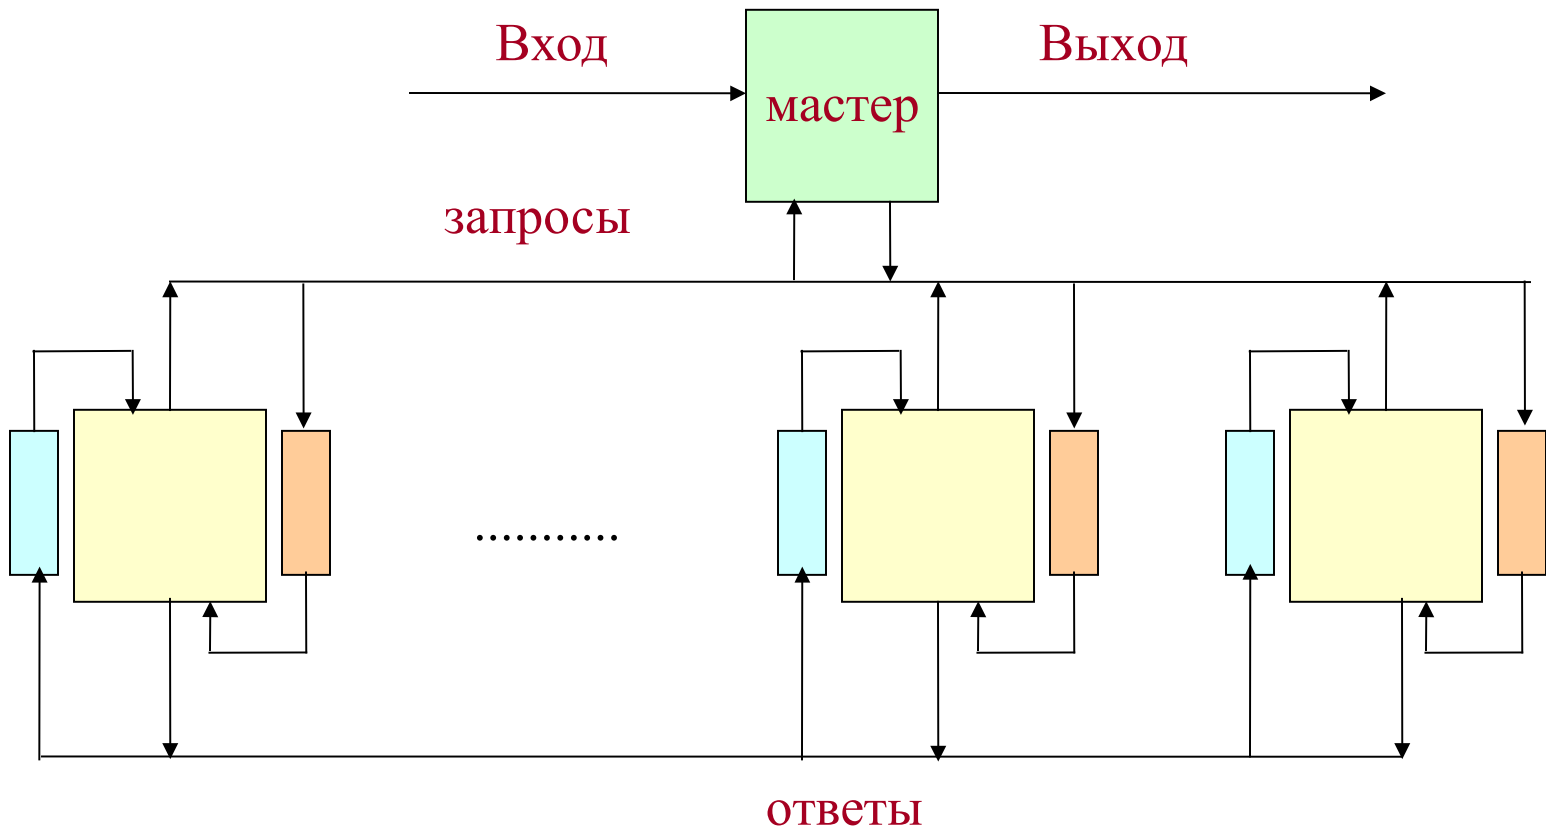 Вход
Выход
мастер
запросы
...........
ответы